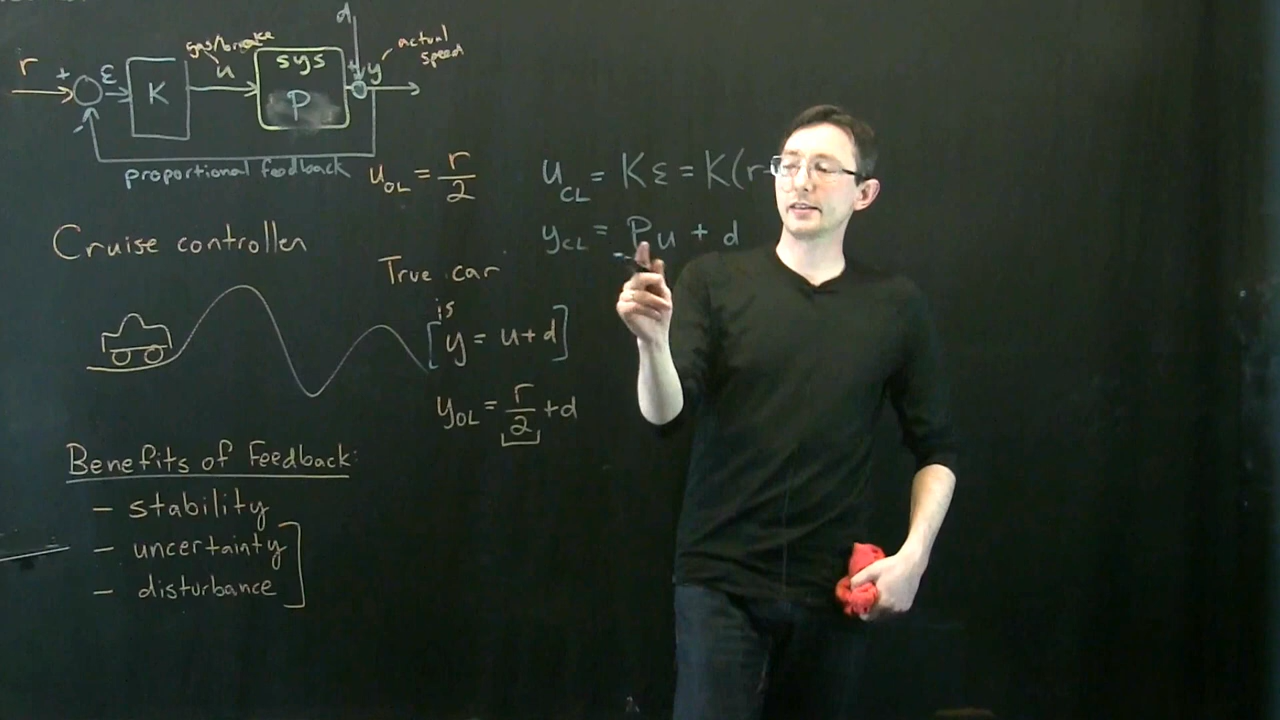 d
gas/brake
actual
speed
r + ε K u sys + y
P
-
proportional feedback
u_OL = r/2
u_CL = Kε = K(r-
y_CL = Pu + d
Cruise controller
True car
is
[y = u+d]
y_OL = r/2 + d
Benefits of Feedback:
- stability
- uncertainty
- disturbance